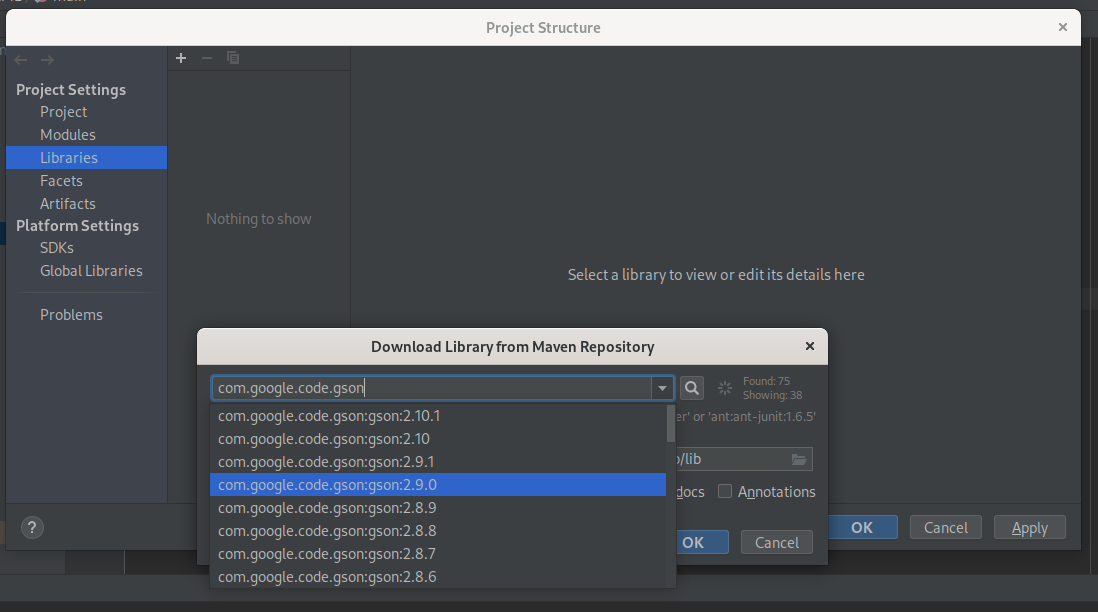 Project Structure
Project Settings
Project
Modules
Libraries
Facets
Artifacts
Platform Settings
SDKs
Global Libraries
Problems
Nothing to show
Select a library to view or edit its details here
Download Library from Maven Repository
com.google.code.gson
Found: 75
Showing: 38
com.google.code.gson:gson:2.10.1
com.google.code.gson:gson:2.10
com.google.code.gson:gson:2.9.1
com.google.code.gson:gson:2.9.0
com.google.code.gson:gson:2.8.9
com.google.code.gson:gson:2.8.8
com.google.code.gson:gson:2.8.7
com.google.code.gson:gson:2.8.6
er' or 'ant:ant-junit:1.6.5'
/lib
docs Annotations
OK Cancel
? OK Cancel Apply